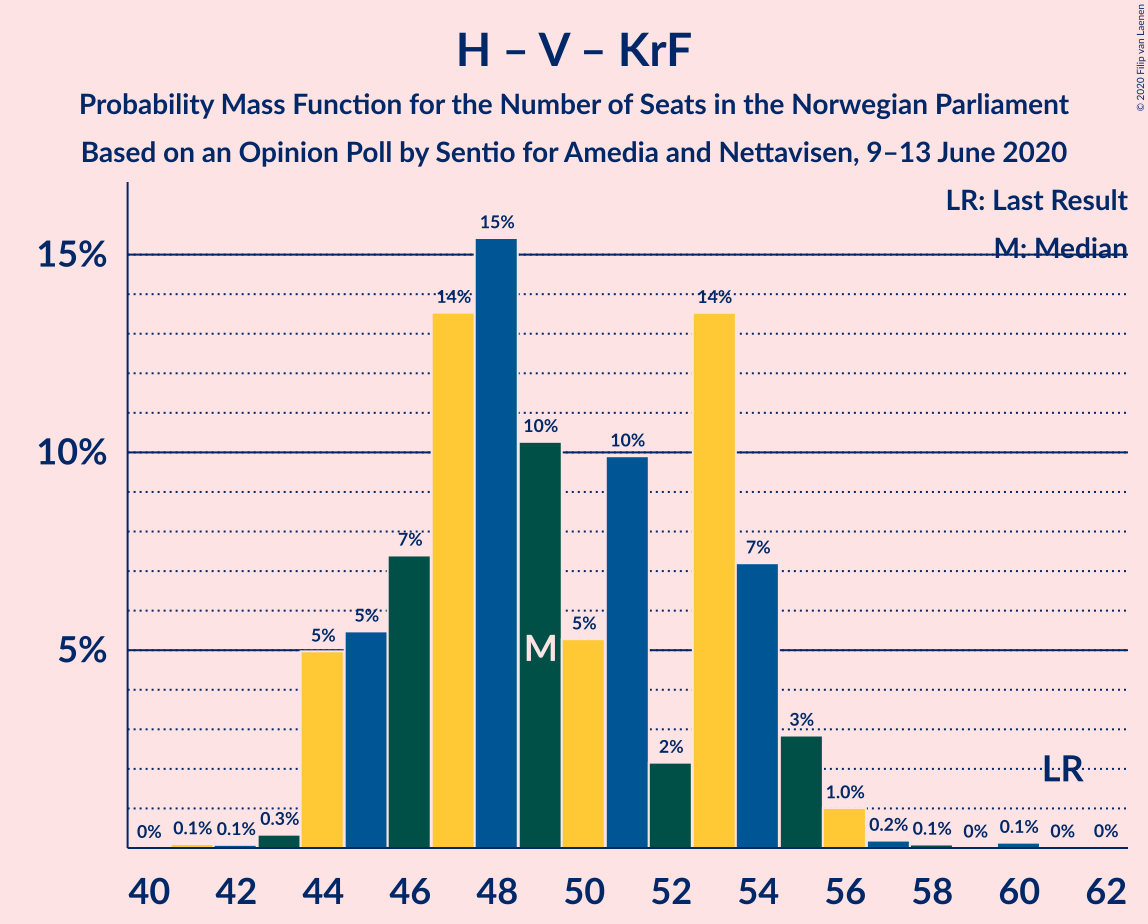 H – V – KrF
Probability Mass Function for the Number of Seats in the Norwegian Parliament
Based on an Opinion Poll by Sentio for Amedia and Nettavisen, 9–13 June 2020
© 2020 Filip van Laenen
LR: Last Result
M: Median
15%
10%
5%
0%
0.1%
0.1%
0.3%
5%
5%
7%
14%
15%
10%
5%
10%
2%
14%
7%
3%
1.0%
0.2%
0.1%
0%
0.1%
0%
0%
M
LR
40 42 44 46 48 50 52 54 56 58 60 62